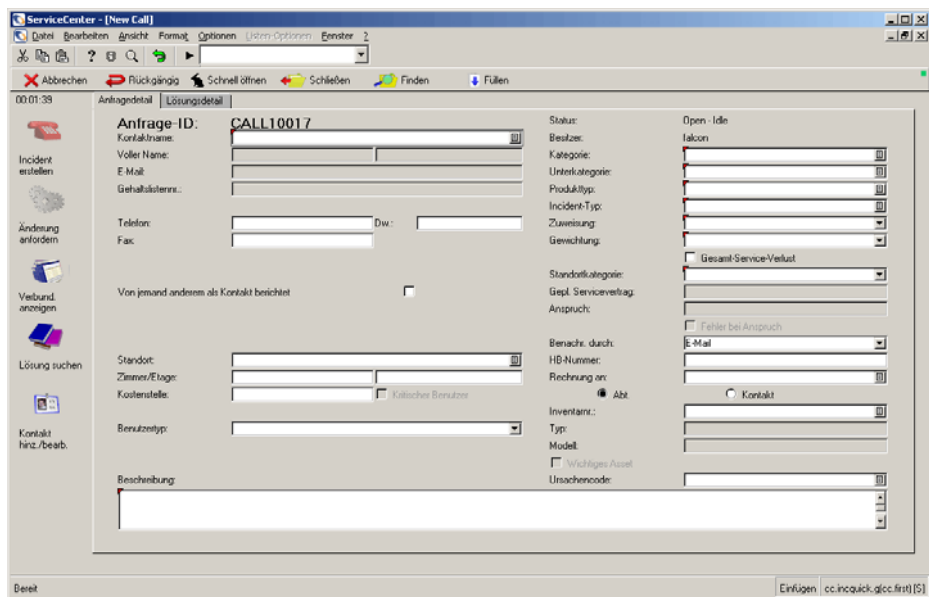 ServiceCenter - [New Call]
Datei Bearbeiten Ansicht Format Optionen Listen-Optionen Fenster ?
Abbrechen Rückgängig Schnell öffnen Schließen Finden Füllen
00:01:39
Anfragedetail Lösungsdetail
Incident erstellen
Änderung anfordern
Verbund. anzeigen
Lösung suchen
Kontakt hinz./bearb.
Anfrage-ID: CALL10017
Kontaktname:
Voller Name:
E-Mail:
Gehaltslistennr.:
Telefon: Dw.:
Fax:
Von jemand anderem als Kontakt berichtet
Standort:
Zimmer/Etage:
Kostenstelle: Kritischer Benutzer
Benutzertyp:
Status: Open - Idle
Besitzer: falcon
Kategorie:
Unterkategorie:
Produkttyp:
Incident-Typ:
Zuweisung:
Gewichtung:
Gesamt-Service-Verlust
Standortkategorie:
Gepl. Servicevertrag:
Anspruch:
Fehler bei Anspruch
Benachr. durch: E-Mail
HB-Nummer:
Rechnung an:
Abt. Kontakt
Inventarnr.:
Typ:
Modell:
Wichtiges Asset
Ursachencode:
Beschreibung:
Bereit Einfügen cc.incquick.g(cc.first) [S]